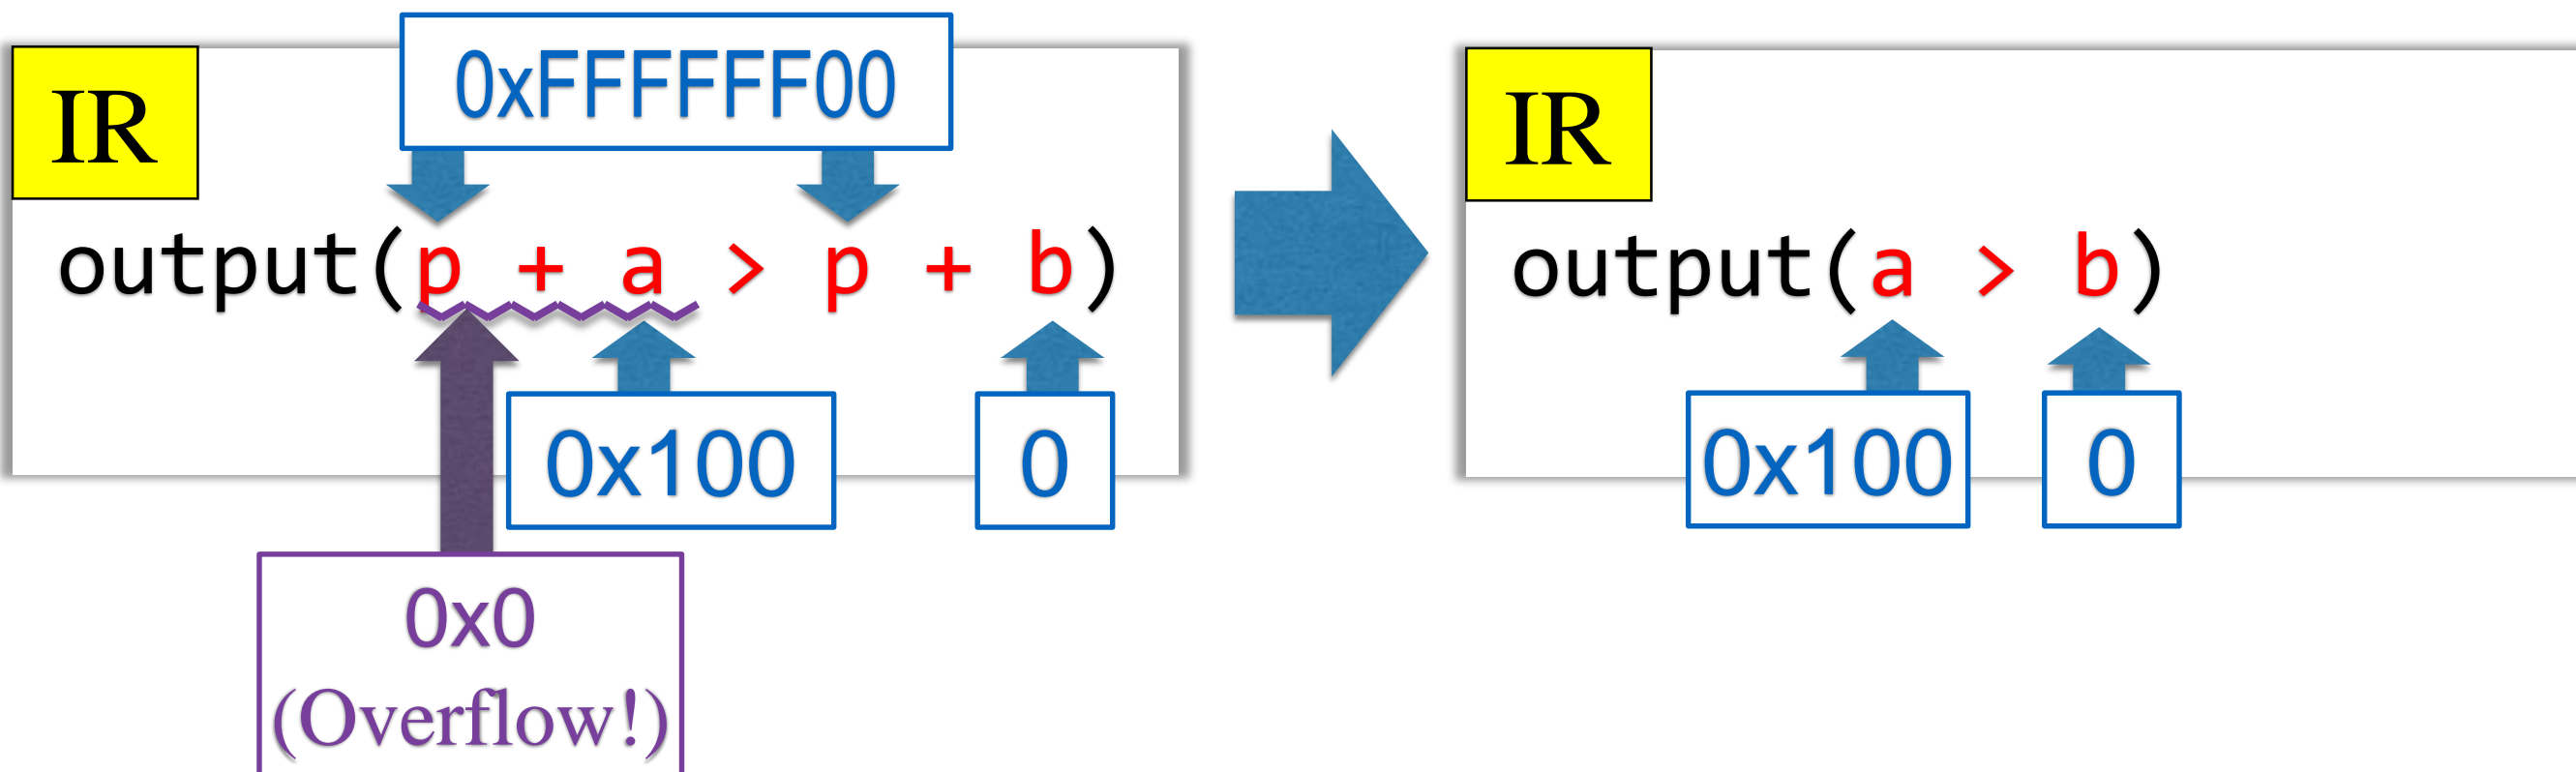 IR
0xFFFFFF00
output(p + a > p + b)
0x100
0
0x0
(Overflow!)
IR
output(a > b)
0x100
0